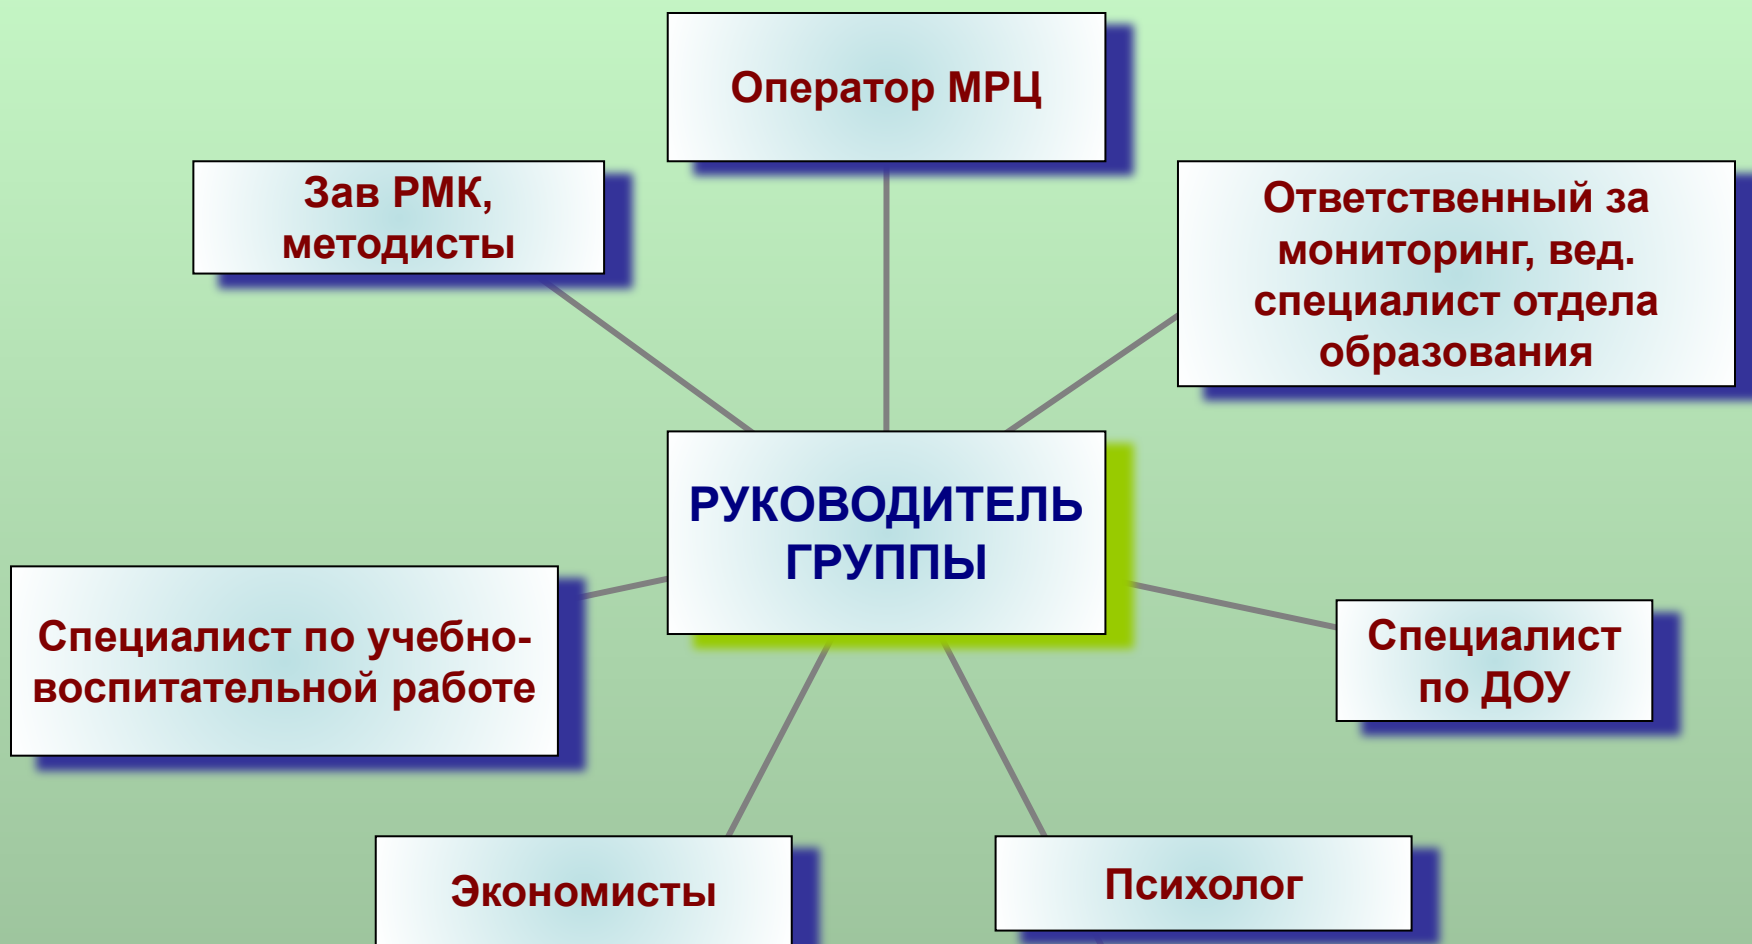 Оператор МРЦ
Зав РМК,
методисты
Ответственный за
мониторинг, вед.
специалист отдела
образования
РУКОВОДИТЕЛЬ
ГРУППЫ
Специалист по учебно-
воспитательной работе
Специалист
по ДОУ
Экономисты
Психолог